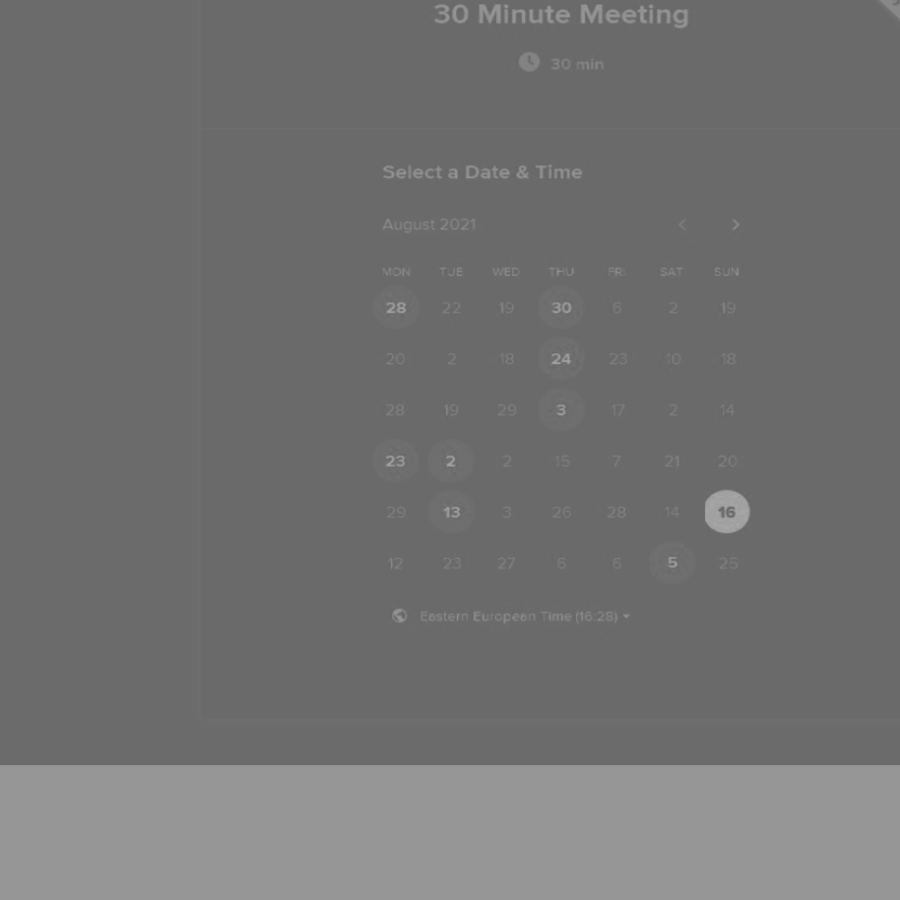 30 Minute Meeting
30 min
Select a Date & Time
August 2021
MON TUE WED THU FRI SAT SUN
28 22 19 30 6 2 19
20 2 18 24 23 10 18
28 19 29 3 17 2 14
23 2 2 15 7 21 20
29 13 3 26 28 14 16
12 23 27 6 6 5 25
Eastern European Time (16:28)